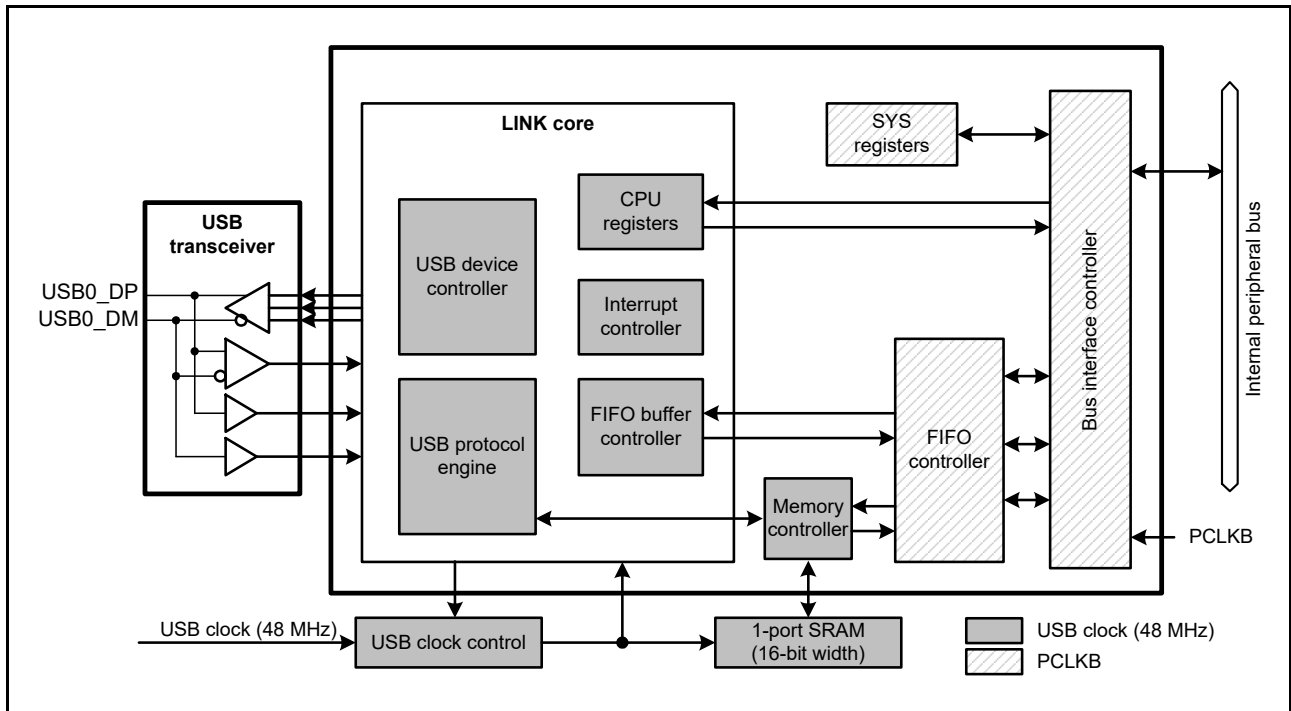 LINK core
SYS
registers
CPU
registers
USB
transceiver
USB device
controller
Interrupt
controller
USB0_DP
USB0_DM
USB protocol
engine
FIFO buffer
controller
FIFO
controller
Memory
controller
Bus interface controller
Internal peripheral bus
PCLKB
USB clock (48 MHz)
USB clock control
1-port SRAM
(16-bit width)
USB clock (48 MHz)
PCLKB